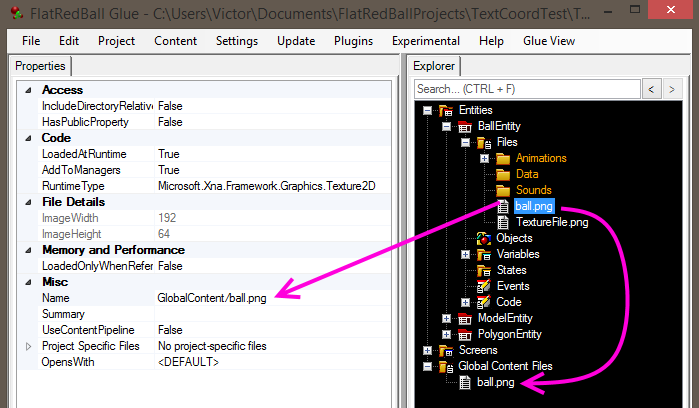 FlatRedBall Glue - C:\Users\Victor\Documents\FlatRedBallProjects\TextCoordTest\T...
File Edit Project Content Settings Update Plugins Experimental Help Glue View
Properties
Access
IncludeDirectoryRelative False
HasPublicProperty False
Code
LoadedAtRuntime True
AddToManagers True
RuntimeType Microsoft.Xna.Framework.Graphics.Texture2D
File Details
ImageWidth 192
ImageHeight 64
Memory and Performance
LoadedOnlyWhenRefer False
Misc
Name GlobalContent/ball.png
Summary
UseContentPipeline False
Project Specific Files No project-specific files
OpensWith <DEFAULT>
Explorer
Search... (CTRL + F) < >
Entities
BallEntity
Files
Animations
Data
Sounds
ball.png
TextureFile.png
Objects
Variables
States
Events
Code
ModelEntity
PolygonEntity
Screens
Global Content Files
ball.png